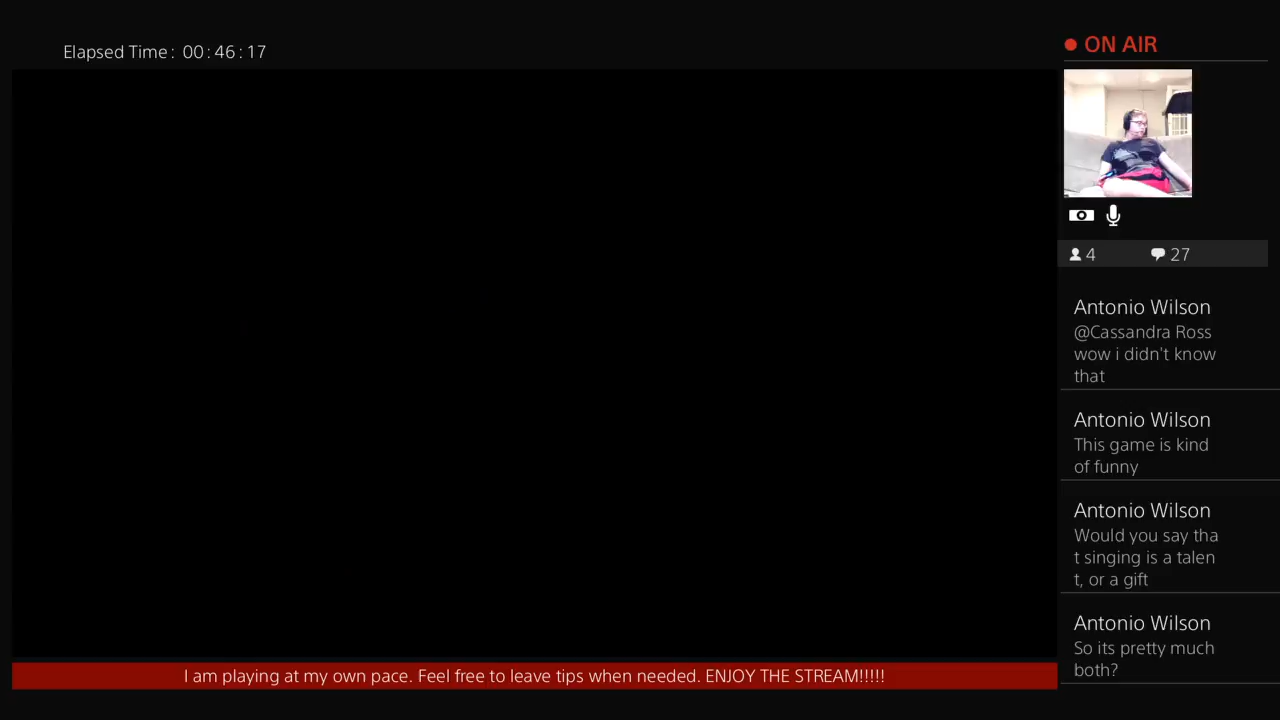 Elapsed Time: 00:46:17
ON AIR
4 27
Antonio Wilson
@Cassandra Ross
wow i didn't know
that
Antonio Wilson
This game is kind
of funny
Antonio Wilson
Would you say tha
t singing is a talen
t, or a gift
Antonio Wilson
So its pretty much
both?
I am playing at my own pace. Feel free to leave tips when needed. ENJOY THE STREAM!!!!!